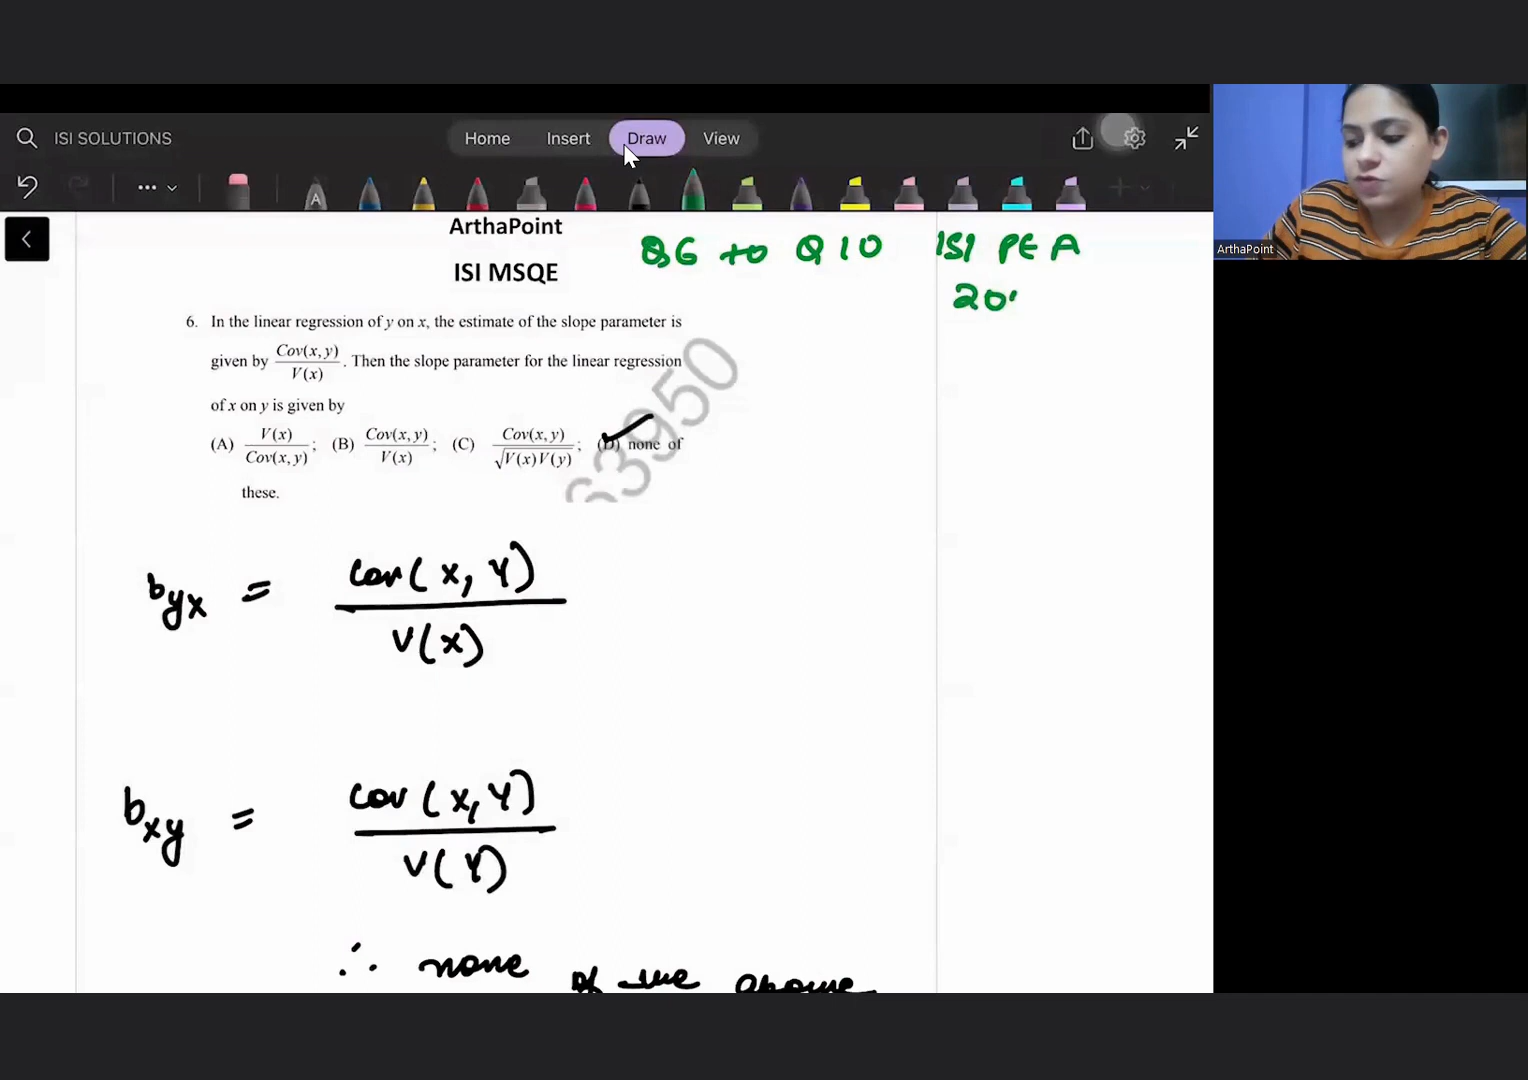 ISI SOLUTIONS
Home Insert Draw View
A
ArthaPoint
ArthaPoint
ISI MSQE
Q6 to Q10 ISI PEA
20
6. In the linear regression of y on x, the estimate of the slope parameter is
given by Cov(x, y) / V(x) . Then the slope parameter for the linear regression
of x on y is given by
(A) V(x) / Cov(x, y) ; (B) Cov(x, y) / V(x) ; (C) Cov(x, y) / √V(x)V(y) ; (D) none of
these.
63950
byx = Cov(X, Y) / V(X)
bxy = Cov(X, Y) / V(Y)
∴ none of the above